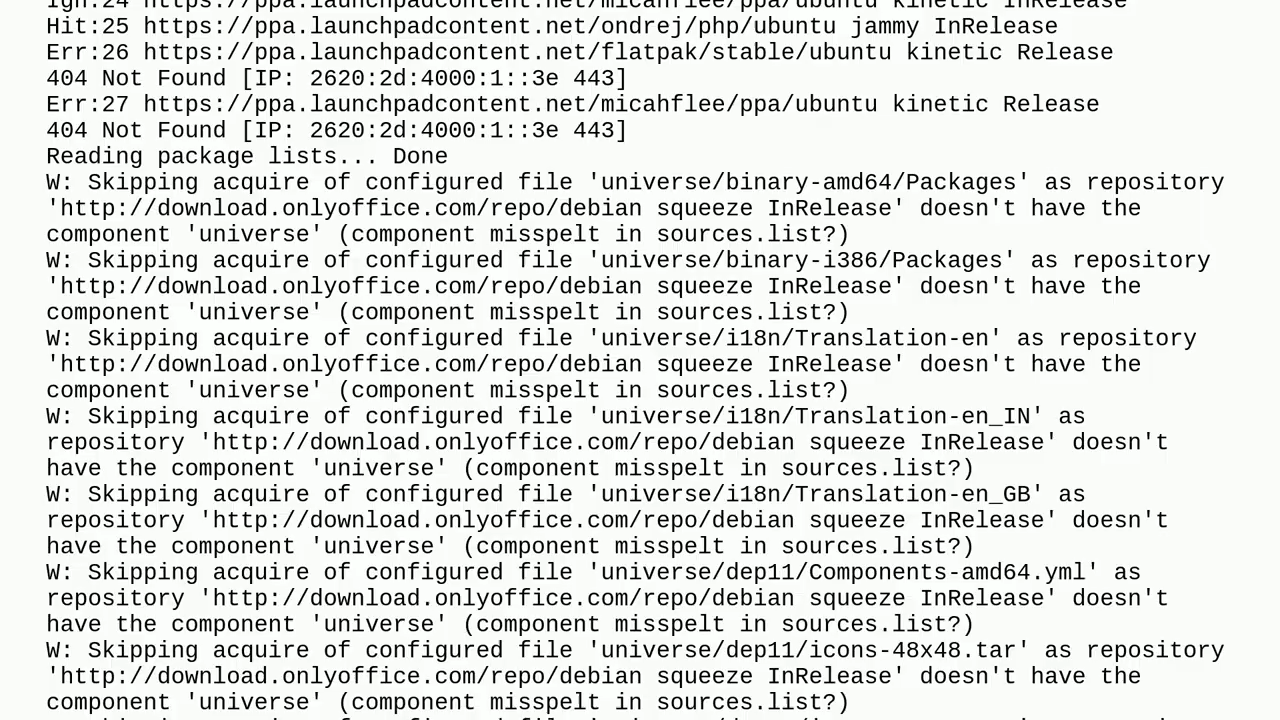 Ign:24 https://ppa.launchpadcontent.net/micahflee/ppa/ubuntu kinetic InRelease
Hit:25 https://ppa.launchpadcontent.net/ondrej/php/ubuntu jammy InRelease
Err:26 https://ppa.launchpadcontent.net/flatpak/stable/ubuntu kinetic Release
404 Not Found [IP: 2620:2d:4000:1::3e 443]
Err:27 https://ppa.launchpadcontent.net/micahflee/ppa/ubuntu kinetic Release
404 Not Found [IP: 2620:2d:4000:1::3e 443]
Reading package lists... Done
W: Skipping acquire of configured file 'universe/binary-amd64/Packages' as repository
'http://download.onlyoffice.com/repo/debian squeeze InRelease' doesn't have the
component 'universe' (component misspelt in sources.list?)
W: Skipping acquire of configured file 'universe/binary-i386/Packages' as repository
'http://download.onlyoffice.com/repo/debian squeeze InRelease' doesn't have the
component 'universe' (component misspelt in sources.list?)
W: Skipping acquire of configured file 'universe/i18n/Translation-en' as repository
'http://download.onlyoffice.com/repo/debian squeeze InRelease' doesn't have the
component 'universe' (component misspelt in sources.list?)
W: Skipping acquire of configured file 'universe/i18n/Translation-en_IN' as
repository 'http://download.onlyoffice.com/repo/debian squeeze InRelease' doesn't
have the component 'universe' (component misspelt in sources.list?)
W: Skipping acquire of configured file 'universe/i18n/Translation-en_GB' as
repository 'http://download.onlyoffice.com/repo/debian squeeze InRelease' doesn't
have the component 'universe' (component misspelt in sources.list?)
W: Skipping acquire of configured file 'universe/dep11/Components-amd64.yml' as
repository 'http://download.onlyoffice.com/repo/debian squeeze InRelease' doesn't
have the component 'universe' (component misspelt in sources.list?)
W: Skipping acquire of configured file 'universe/dep11/icons-48x48.tar' as repository
'http://download.onlyoffice.com/repo/debian squeeze InRelease' doesn't have the
component 'universe' (component misspelt in sources.list?)